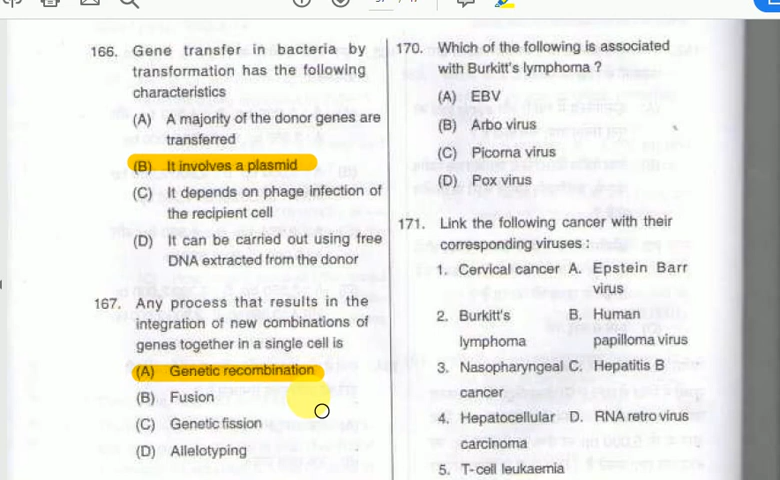 166. Gene transfer in bacteria by
transformation has the following
characteristics
(A) A majority of the donor genes are
transferred
(B) It involves a plasmid
(C) It depends on phage infection of
the recipient cell
(D) It can be carried out using free
DNA extracted from the donor
167. Any process that results in the
integration of new combinations of
genes together in a single cell is
(A) Genetic recombination
(B) Fusion
(C) Genetic fission
(D) Allelotyping
170. Which of the following is associated
with Burkitt's lymphoma ?
(A) EBV
(B) Arbo virus
(C) Picorna virus
(D) Pox virus
171. Link the following cancer with their
corresponding viruses :
1. Cervical cancer A. Epstein Barr
virus
2. Burkitt's B. Human
lymphoma papilloma virus
3. Nasopharyngeal C. Hepatitis B
cancer
4. Hepatocellular D. RNA retro virus
carcinoma
5. T-cell leukaemia